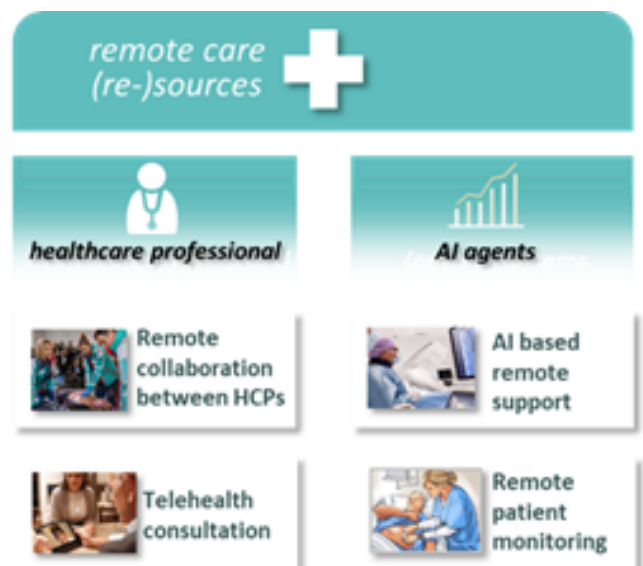 remote care
(re-)sources
healthcare professional
AI agents
Remote
collaboration
between HCPs
AI based
remote
support
Telehealth
consultation
Remote
patient
monitoring